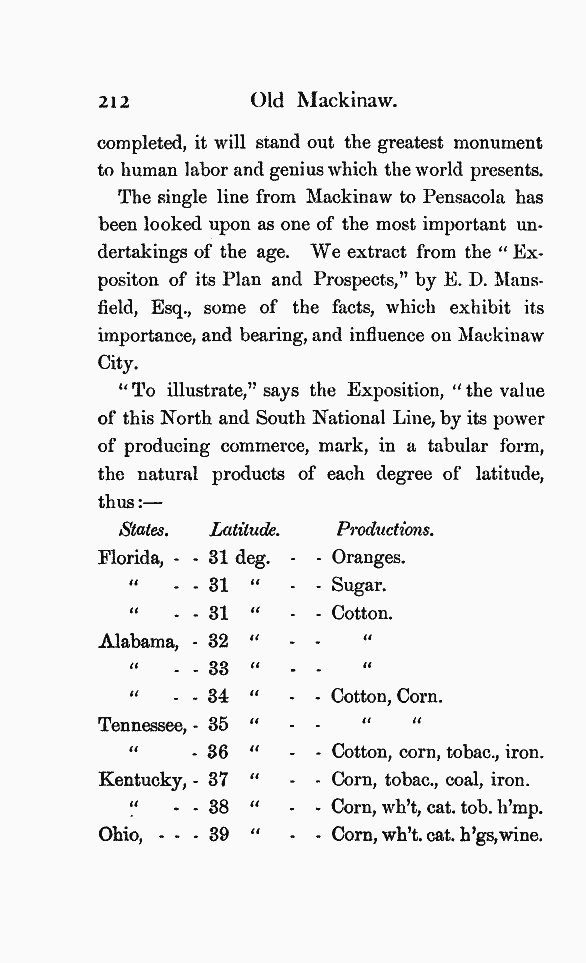 212 Old Mackinaw.
completed, it will stand out the greatest monument
to human labor and genius which the world presents.
The single line from Mackinaw to Pensacola has
been looked upon as one of the most important un-
dertakings of the age. We extract from the “ Ex-
positon of its Plan and Prospects,” by E. D. Mans-
field, Esq., some of the facts, which exhibit its
importance, and bearing, and influence on Mackinaw
City.
“To illustrate,” says the Exposition, “the value
of this North and South National Line, by its power
of producing commerce, mark, in a tabular form,
the natural products of each degree of latitude,
thus:—
States. Latitude. Productions.
Florida, - - 31 deg. - - Oranges.
“ - - 31 “ - - Sugar.
“ - - 31 “ - - Cotton.
Alabama, - 32 “ - - “
“ - - 33 “ - - “
“ - - 34 “ - - Cotton, Corn.
Tennessee, - 35 “ - - “ “
“ - 36 “ - - Cotton, corn, tobac., iron.
Kentucky, - 37 “ - - Corn, tobac., coal, iron.
“ - - 38 “ - - Corn, wh’t, cat. tob. h’mp.
Ohio, - - - 39 “ - - Corn, wh’t. cat. h’gs, wine.